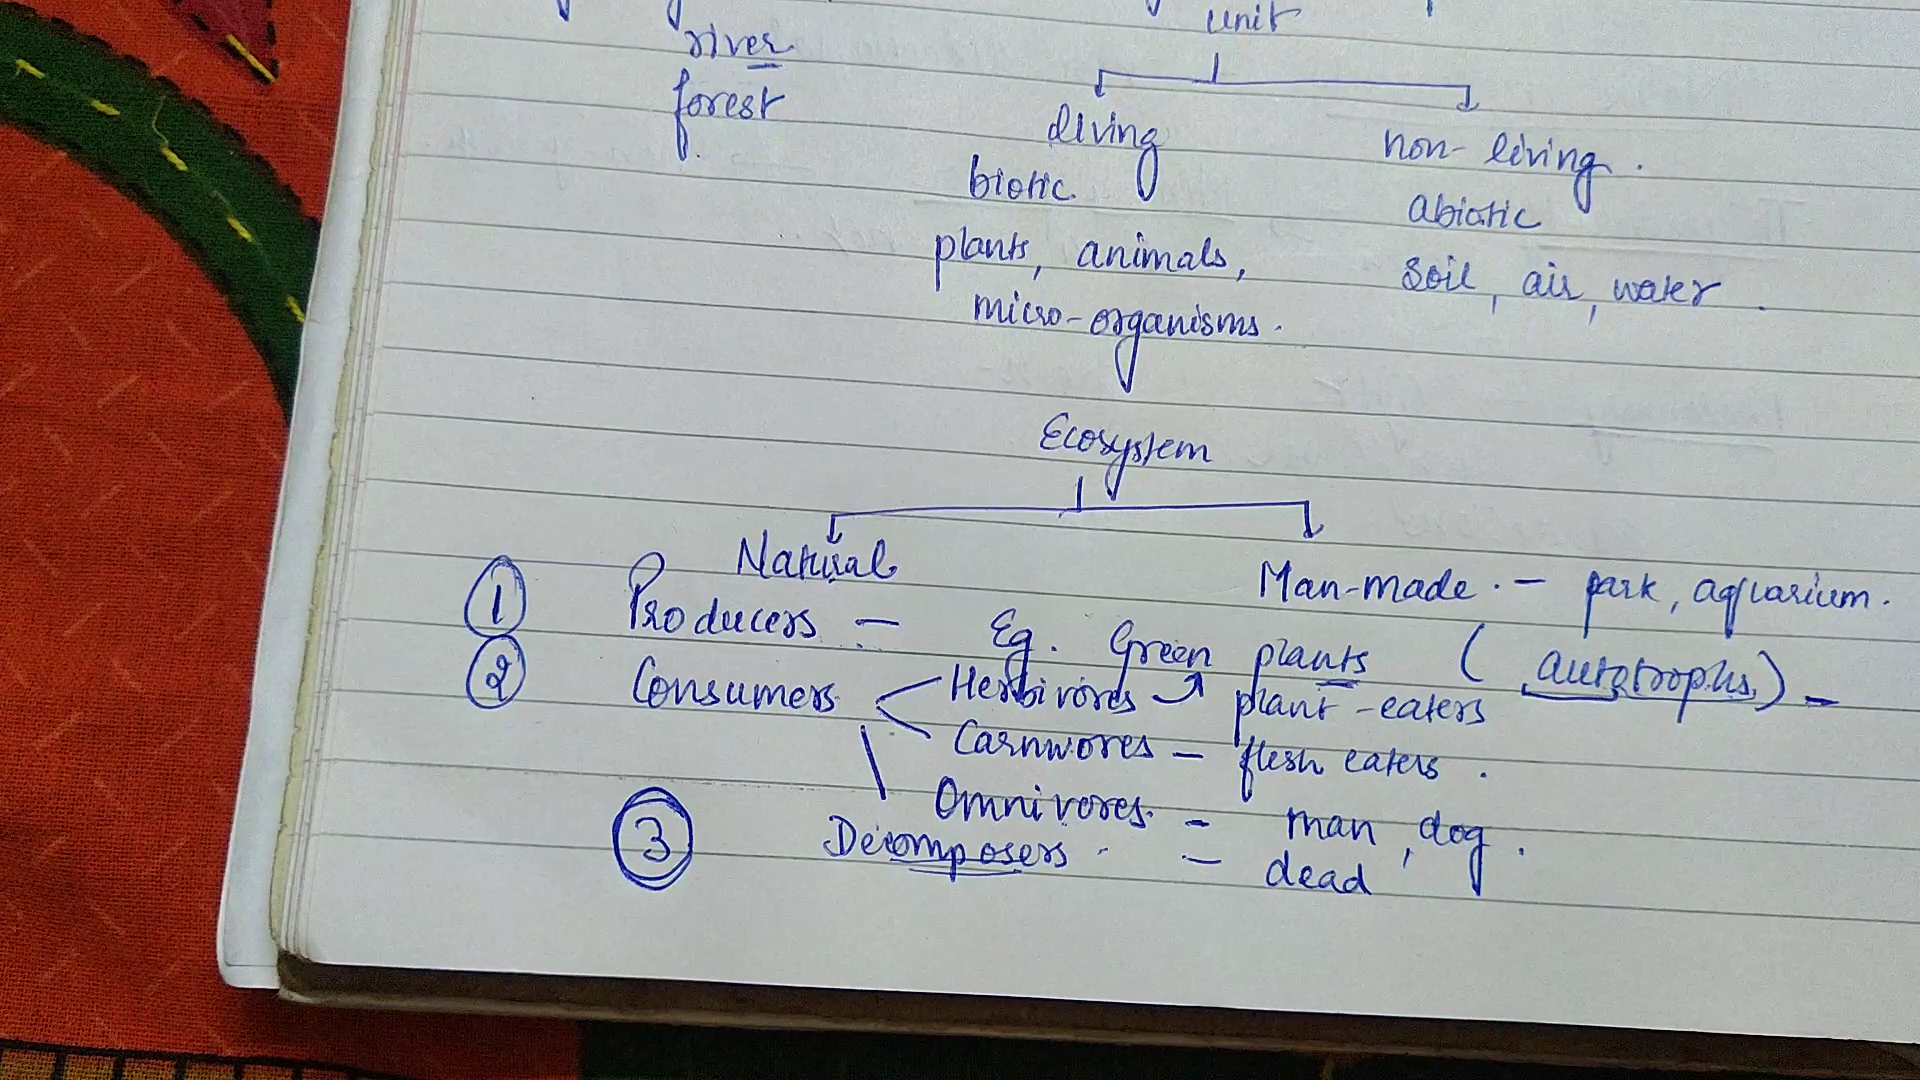 unit
river
forest
living
non-living.
biotic
abiotic
plants, animals,
soil, air, water.
micro-organisms.
Ecosystem
Natural
Man-made. - park, aquarium.
1 Producers - Eg. Green plants (autotrophs) -
2 Consumers Herbivores plant-eaters
Carnivores - flesh eaters.
Omnivores. - man, dog.
3 Decomposers. - dead